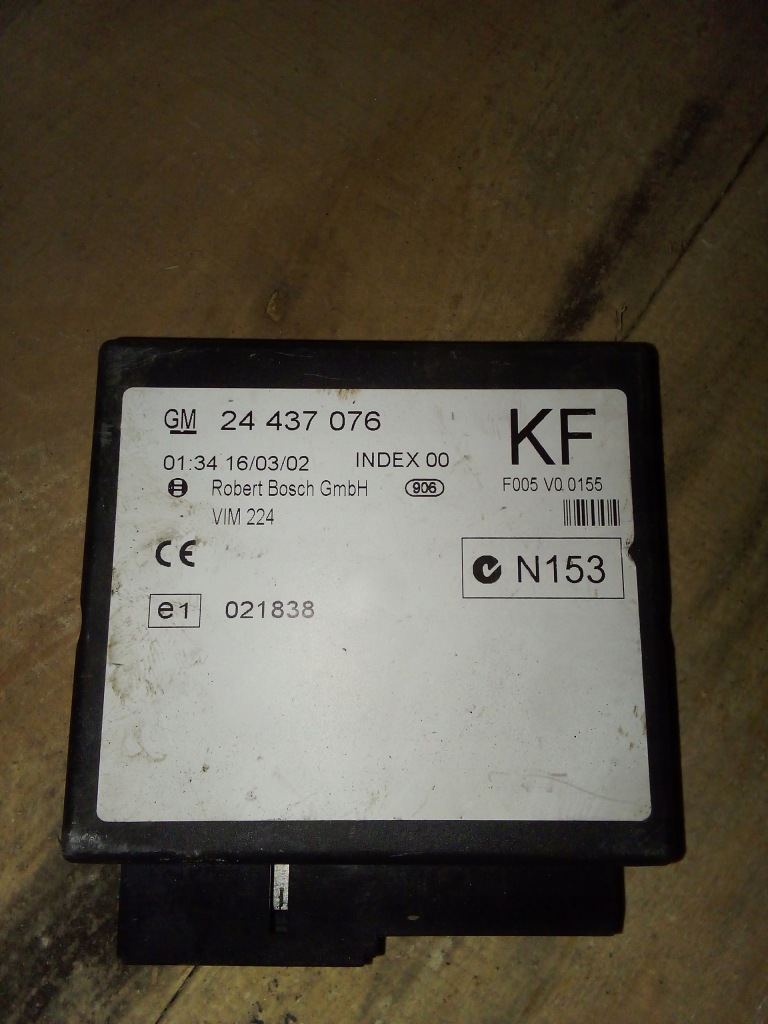 GM 24 437 076
KF
01:34 16/03/02 INDEX 00
Robert Bosch GmbH 906
F005 V0 0155
VIM 224
CE
N153
e1 021838